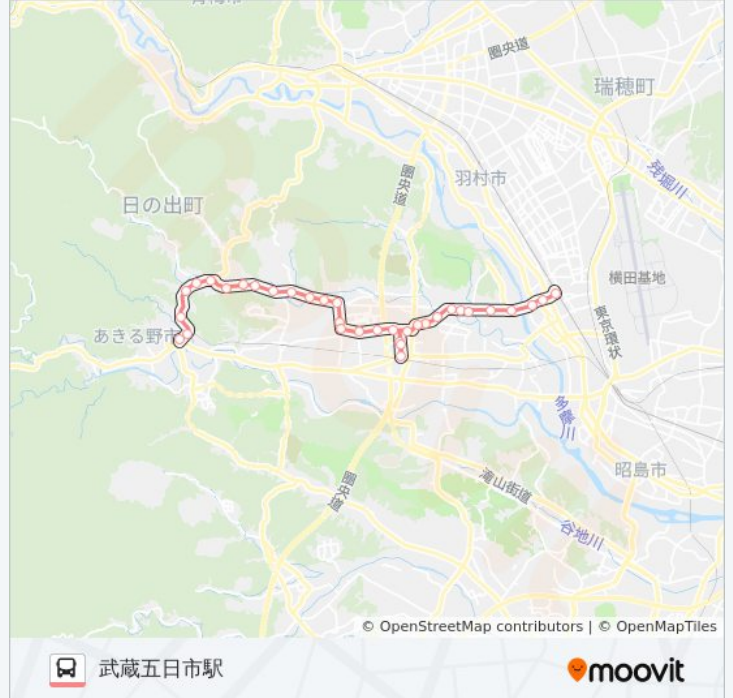 青梅市
圏央道
瑞穂町
残堀川
圏央道
羽村市
日の出町
横田基地
東京環状
あきる野市
多摩川
昭島市
滝山街道
圏央道
谷地川
© OpenStreetMap contributors | © OpenMapTiles
武蔵五日市駅
moovit